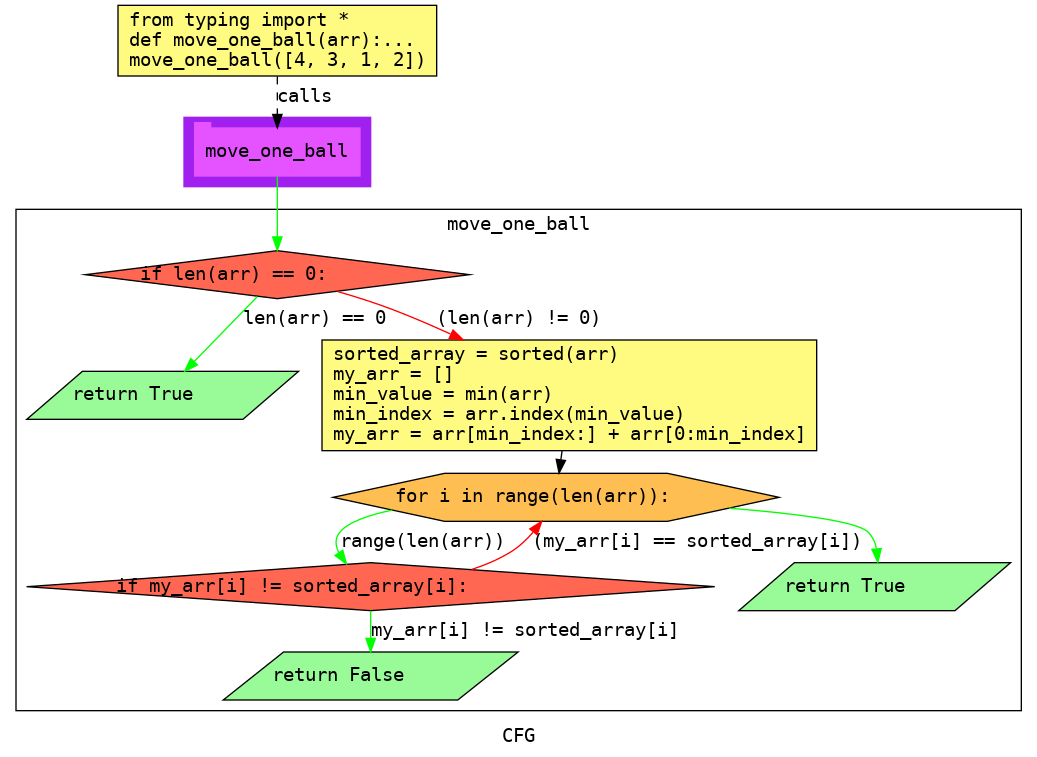 from typing import *
def move_one_ball(arr):...
move_one_ball([4, 3, 1, 2])
calls
move_one_ball
move_one_ball
if len(arr) == 0:
len(arr) == 0
(len(arr) != 0)
return True
sorted_array = sorted(arr)
my_arr = []
min_value = min(arr)
min_index = arr.index(min_value)
my_arr = arr[min_index:] + arr[0:min_index]
for i in range(len(arr)):
range(len(arr))
(my_arr[i] == sorted_array[i])
if my_arr[i] != sorted_array[i]:
return True
my_arr[i] != sorted_array[i]
return False
CFG